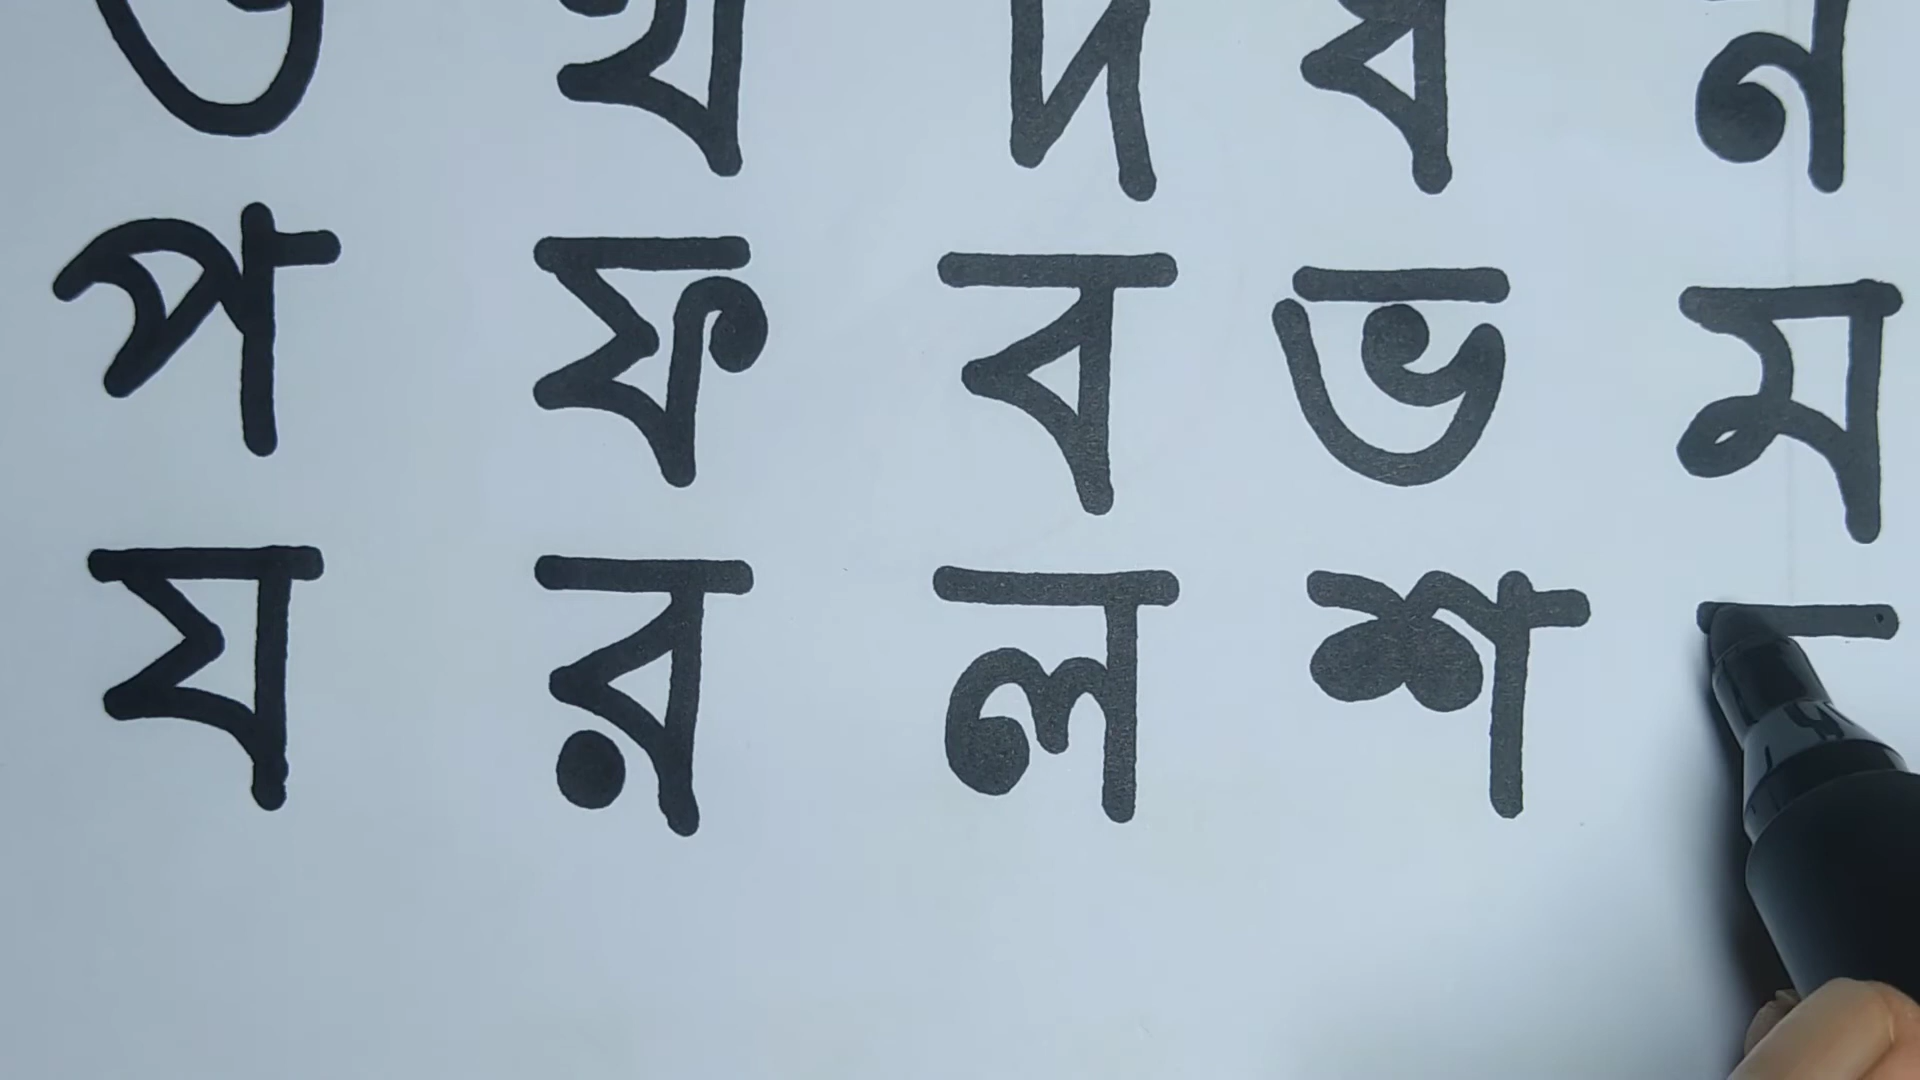 ত থ দ ধ ন
প ফ ব ভ ম
য র ল শ